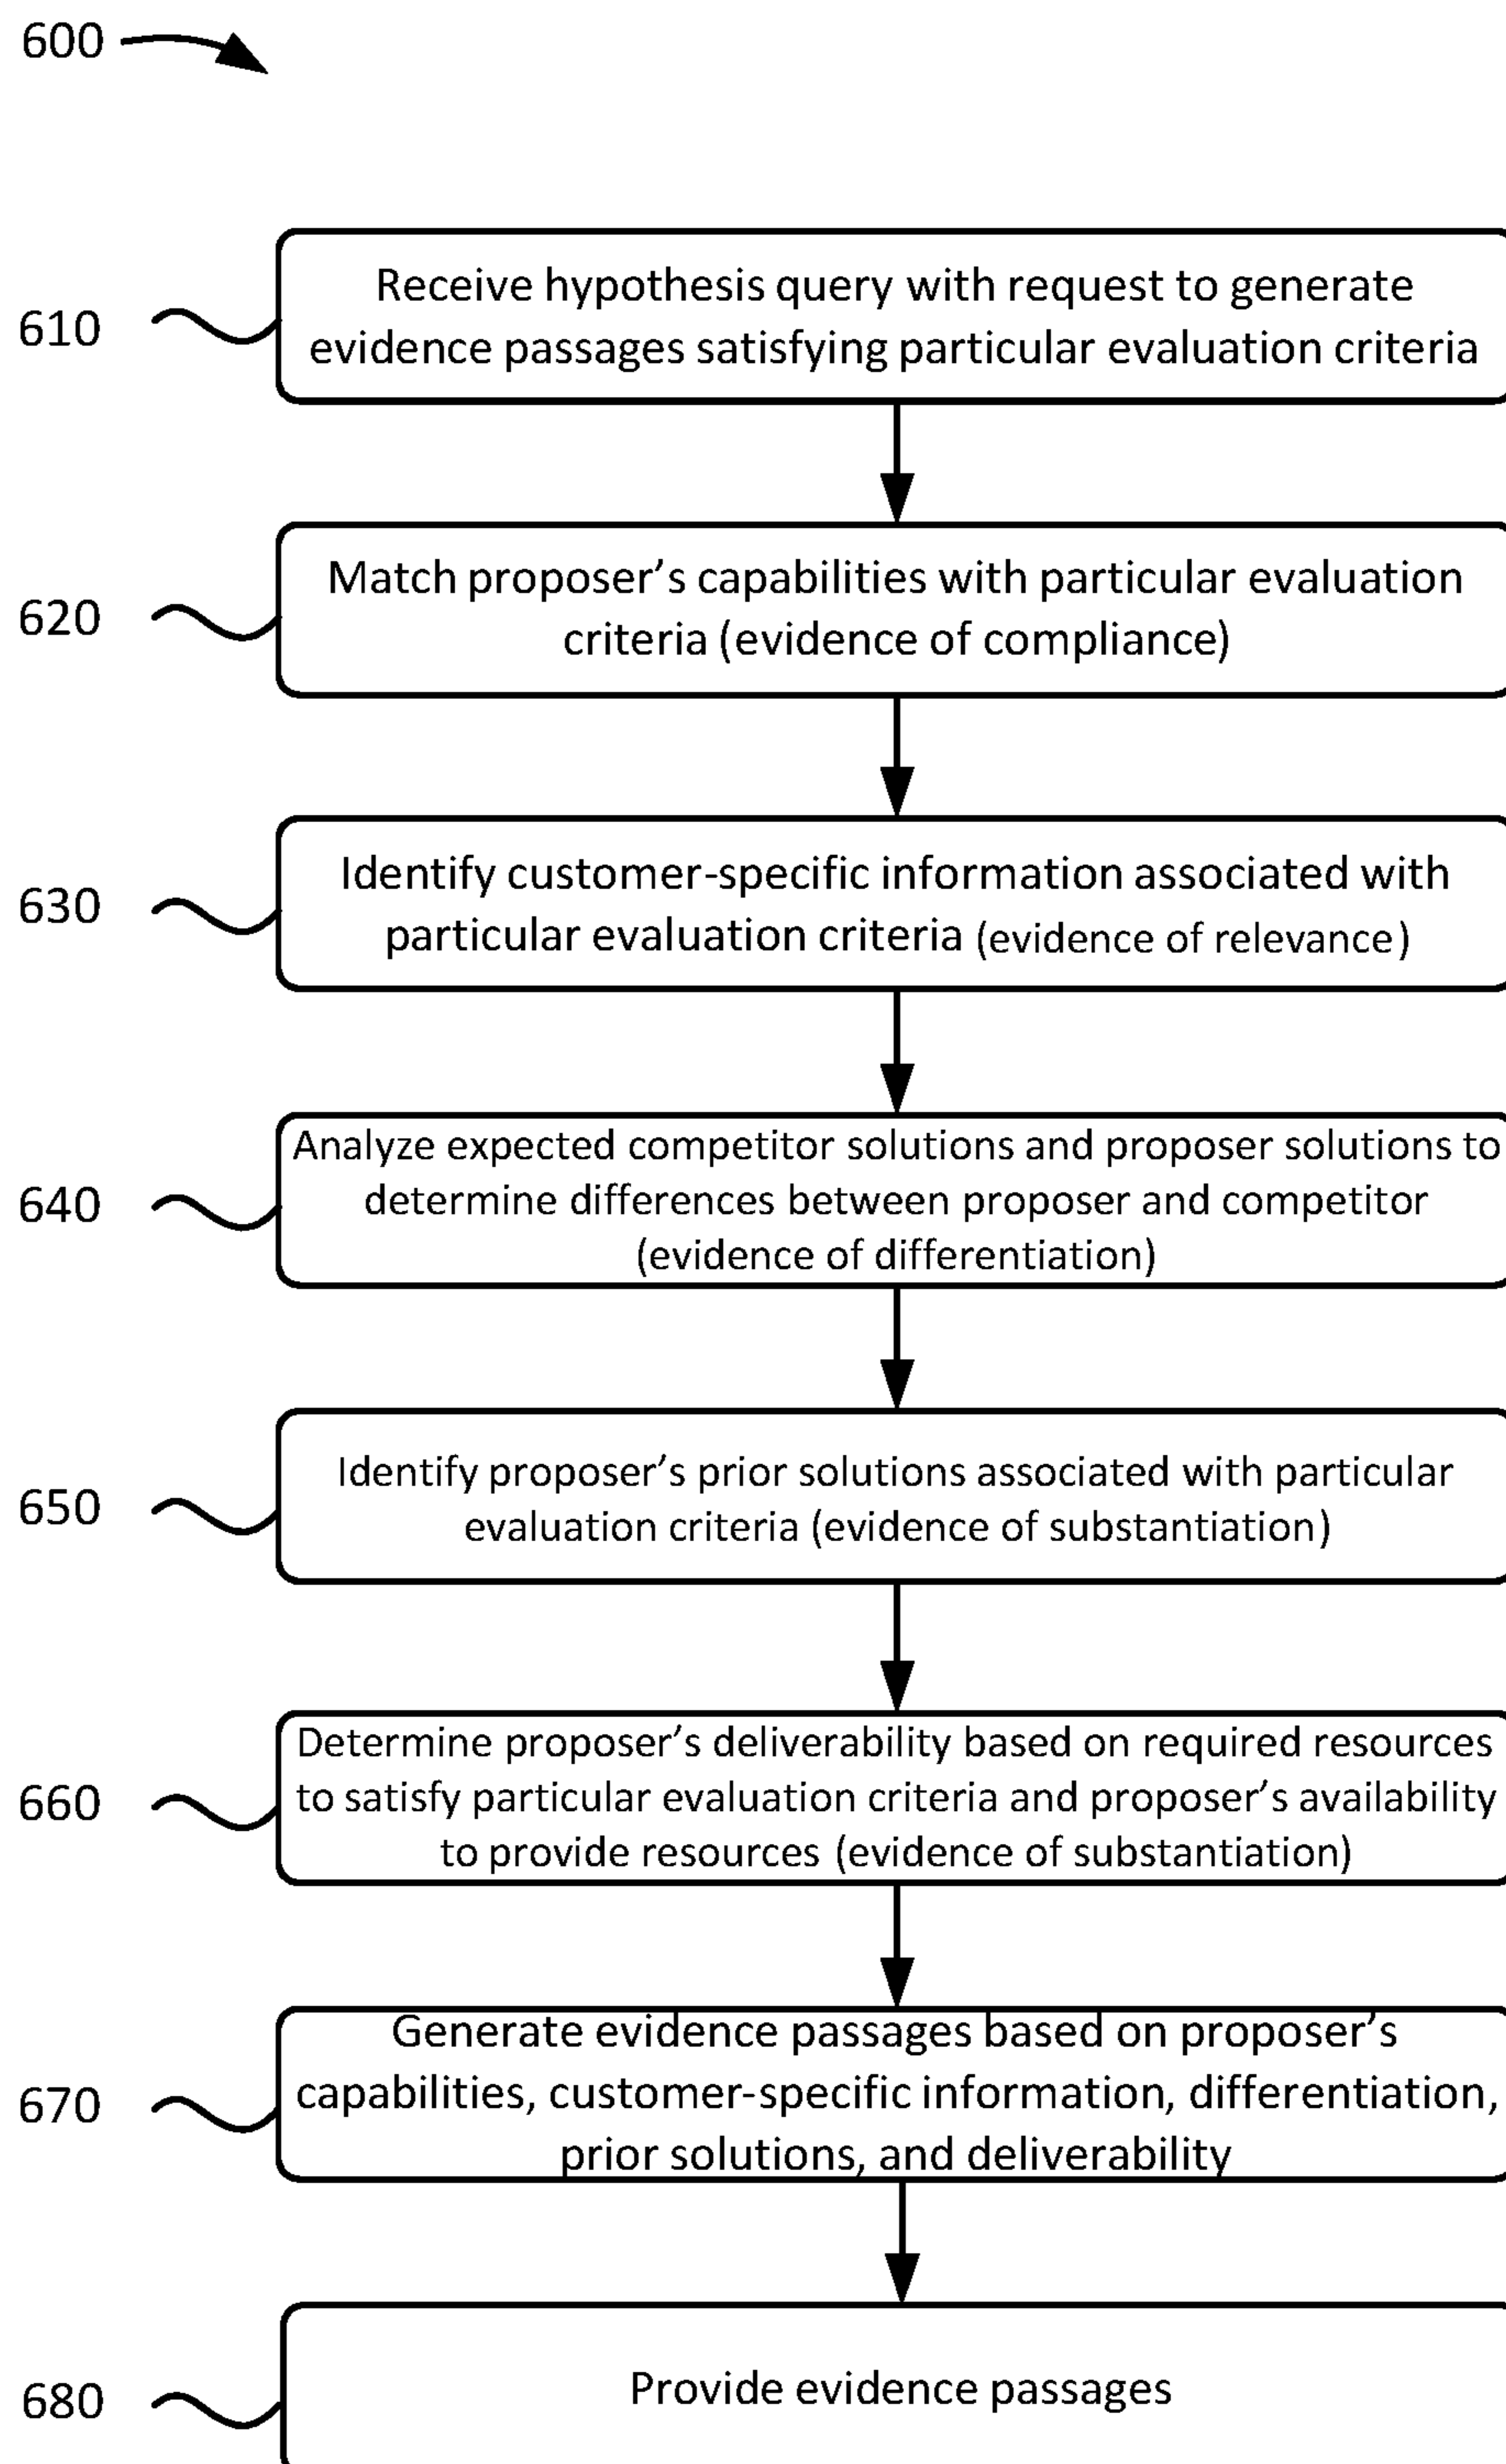 600
610
Receive hypothesis query with request to generate
evidence passages satisfying particular evaluation criteria
620
Match proposer’s capabilities with particular evaluation
criteria (evidence of compliance)
630
Identify customer-specific information associated with
particular evaluation criteria (evidence of relevance)
640
Analyze expected competitor solutions and proposer solutions to
determine differences between proposer and competitor
(evidence of differentiation)
650
Identify proposer’s prior solutions associated with particular
evaluation criteria (evidence of substantiation)
660
Determine proposer’s deliverability based on required resources
to satisfy particular evaluation criteria and proposer’s availability
to provide resources (evidence of substantiation)
670
Generate evidence passages based on proposer’s
capabilities, customer-specific information, differentiation,
prior solutions, and deliverability
680
Provide evidence passages